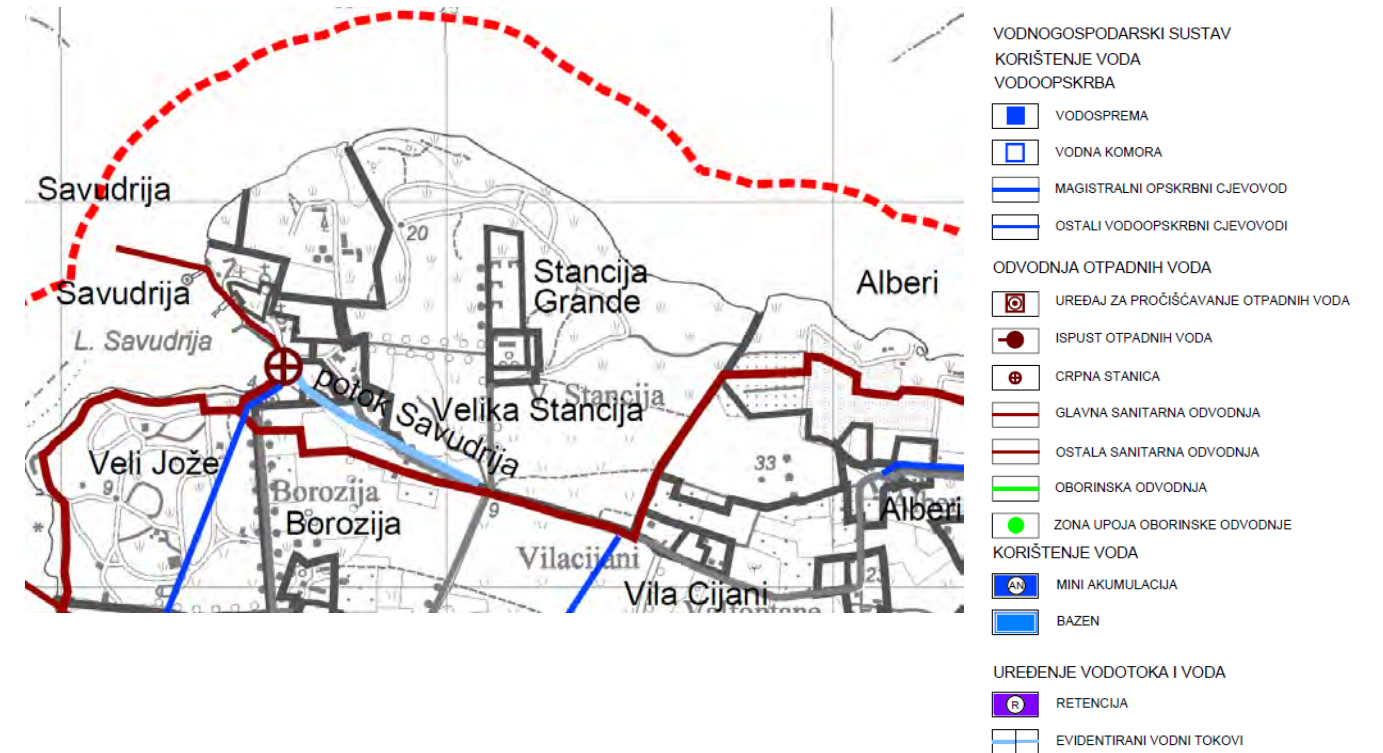 Savudrija
20
Stancija
Grande
Alberi
Savudrija
L. Savudrija
4
potok Savudrija
Stancija
Velika Stancija
Veli Jože
9
33
Borozija
Borozija
9
Alberi
Vilacijani
Vila Cijani
23
VODNOGOSPODARSKI SUSTAV
KORIŠTENJE VODA
VODOOPSKRBA
VODOSPREMA
VODNA KOMORA
MAGISTRALNI OPSKRBNI CJEVOVOD
OSTALI VODOOPSKRBNI CJEVOVODI
ODVODNJA OTPADNIH VODA
UREĐAJ ZA PROČIŠĆAVANJE OTPADNIH VODA
ISPUST OTPADNIH VODA
CRPNA STANICA
GLAVNA SANITARNA ODVODNJA
OSTALA SANITARNA ODVODNJA
OBORINSKA ODVODNJA
ZONA UPOJA OBORINSKE ODVODNJE
KORIŠTENJE VODA
AN MINI AKUMULACIJA
BAZEN
UREĐENJE VODOTOKA I VODA
R RETENCIJA
EVIDENTIRANI VODNI TOKOVI